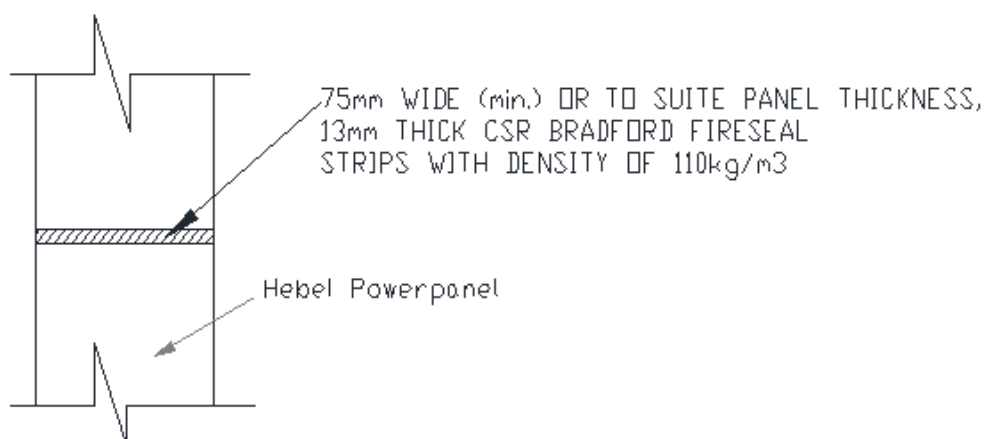 75mm WIDE (min.) OR TO SUITE PANEL THICKNESS,
13mm THICK CSR BRADFORD FIRESEAL
STRIPS WITH DENSITY OF 110kg/m3
Hebel Powerpanel